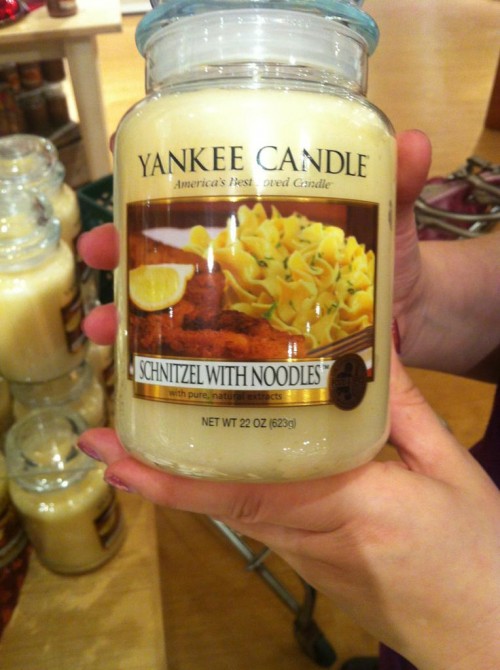 YANKEE CANDLE®
America's Best Loved Candle
SCHNITZEL WITH NOODLES™
with pure, natural extracts
NET WT 22 OZ (623g)